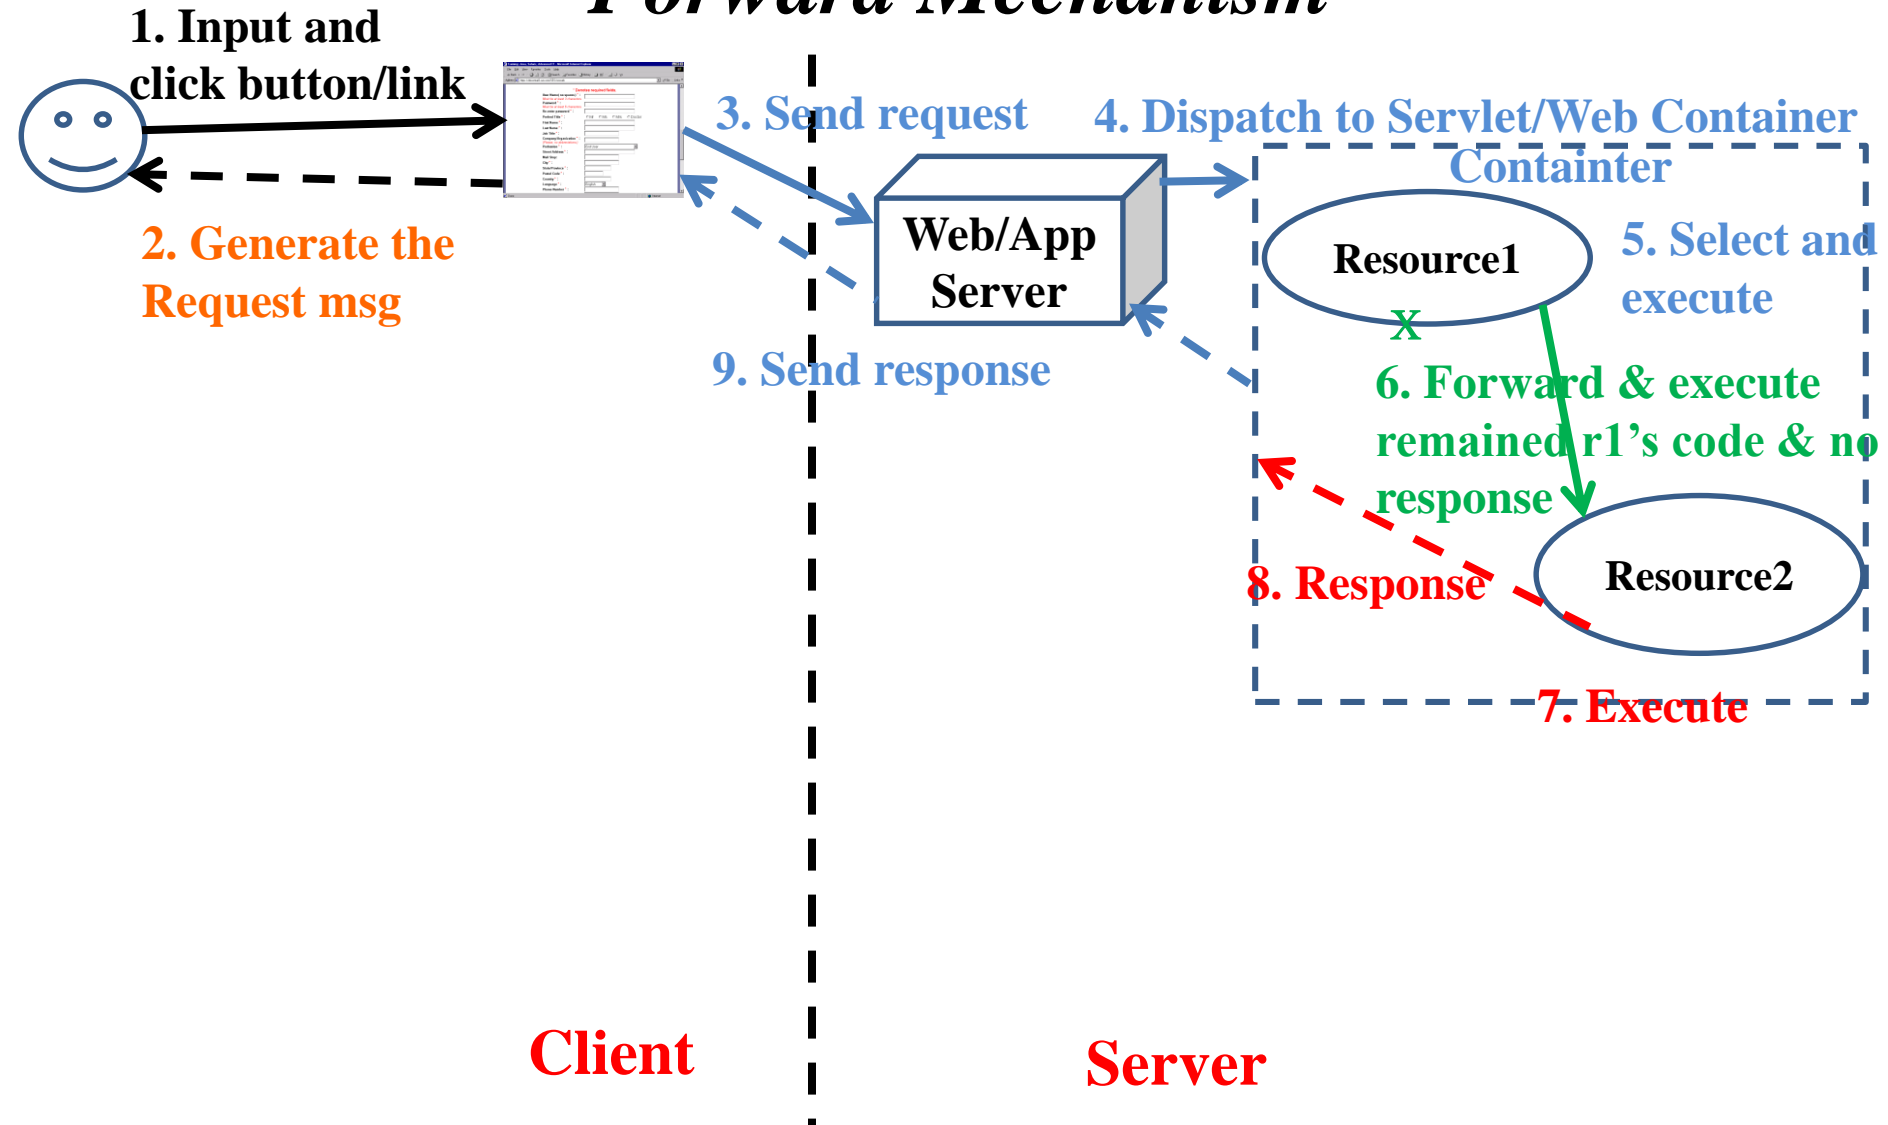 Forward Mechanism
1. Input and
click button/link
2. Generate the
Request msg
3. Send request
4. Dispatch to Servlet/Web Container
Containter
Web/App
Server
Resource1
5. Select and
execute
x
6. Forward & execute
remained r1’s code & no
response
9. Send response
8. Response
Resource2
7. Execute
Client
Server